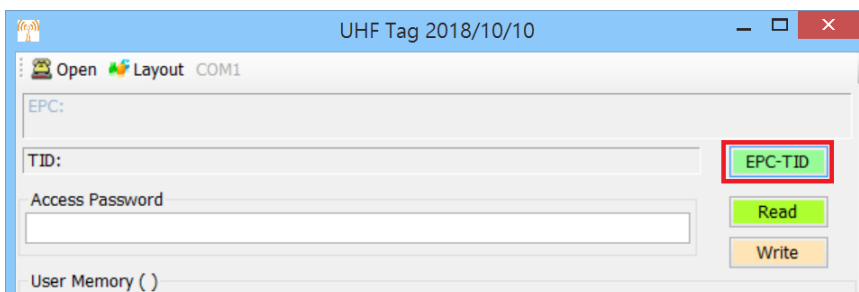 UHF Tag 2018/10/10
Open Layout COM1
EPC:
TID:
EPC-TID
Access Password
Read
Write
User Memory ( )